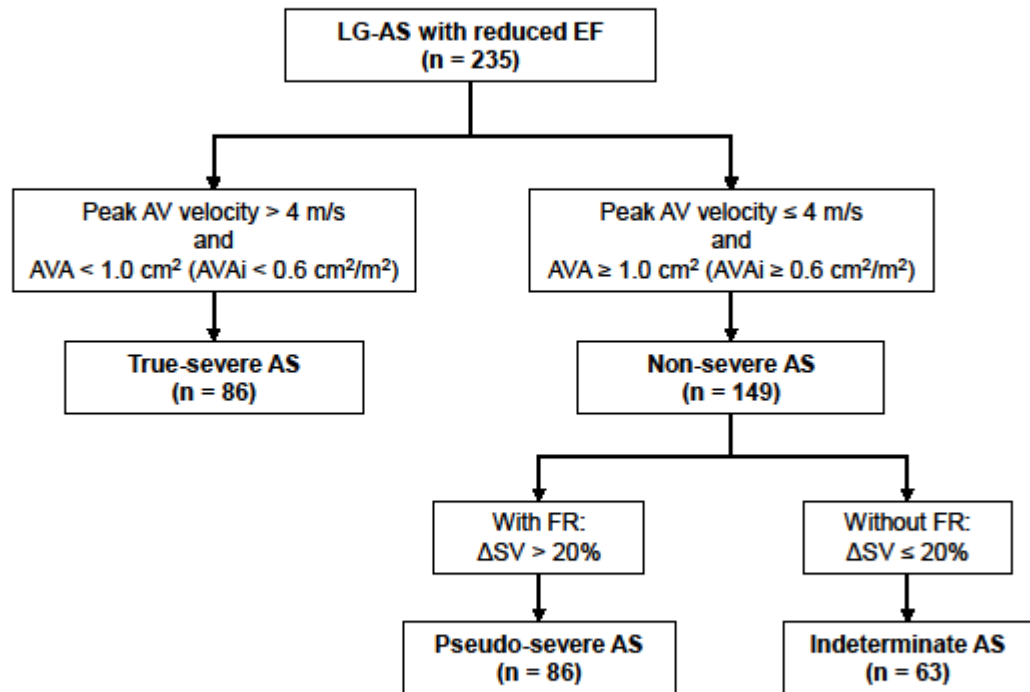 LG-AS with reduced EF
(n = 235)
Peak AV velocity > 4 m/s
and
AVA < 1.0 cm² (AVAi < 0.6 cm²/m²)
Peak AV velocity ≤ 4 m/s
and
AVA ≥ 1.0 cm² (AVAi ≥ 0.6 cm²/m²)
True-severe AS
(n = 86)
Non-severe AS
(n = 149)
With FR:
ΔSV > 20%
Without FR:
ΔSV ≤ 20%
Pseudo-severe AS
(n = 86)
Indeterminate AS
(n = 63)